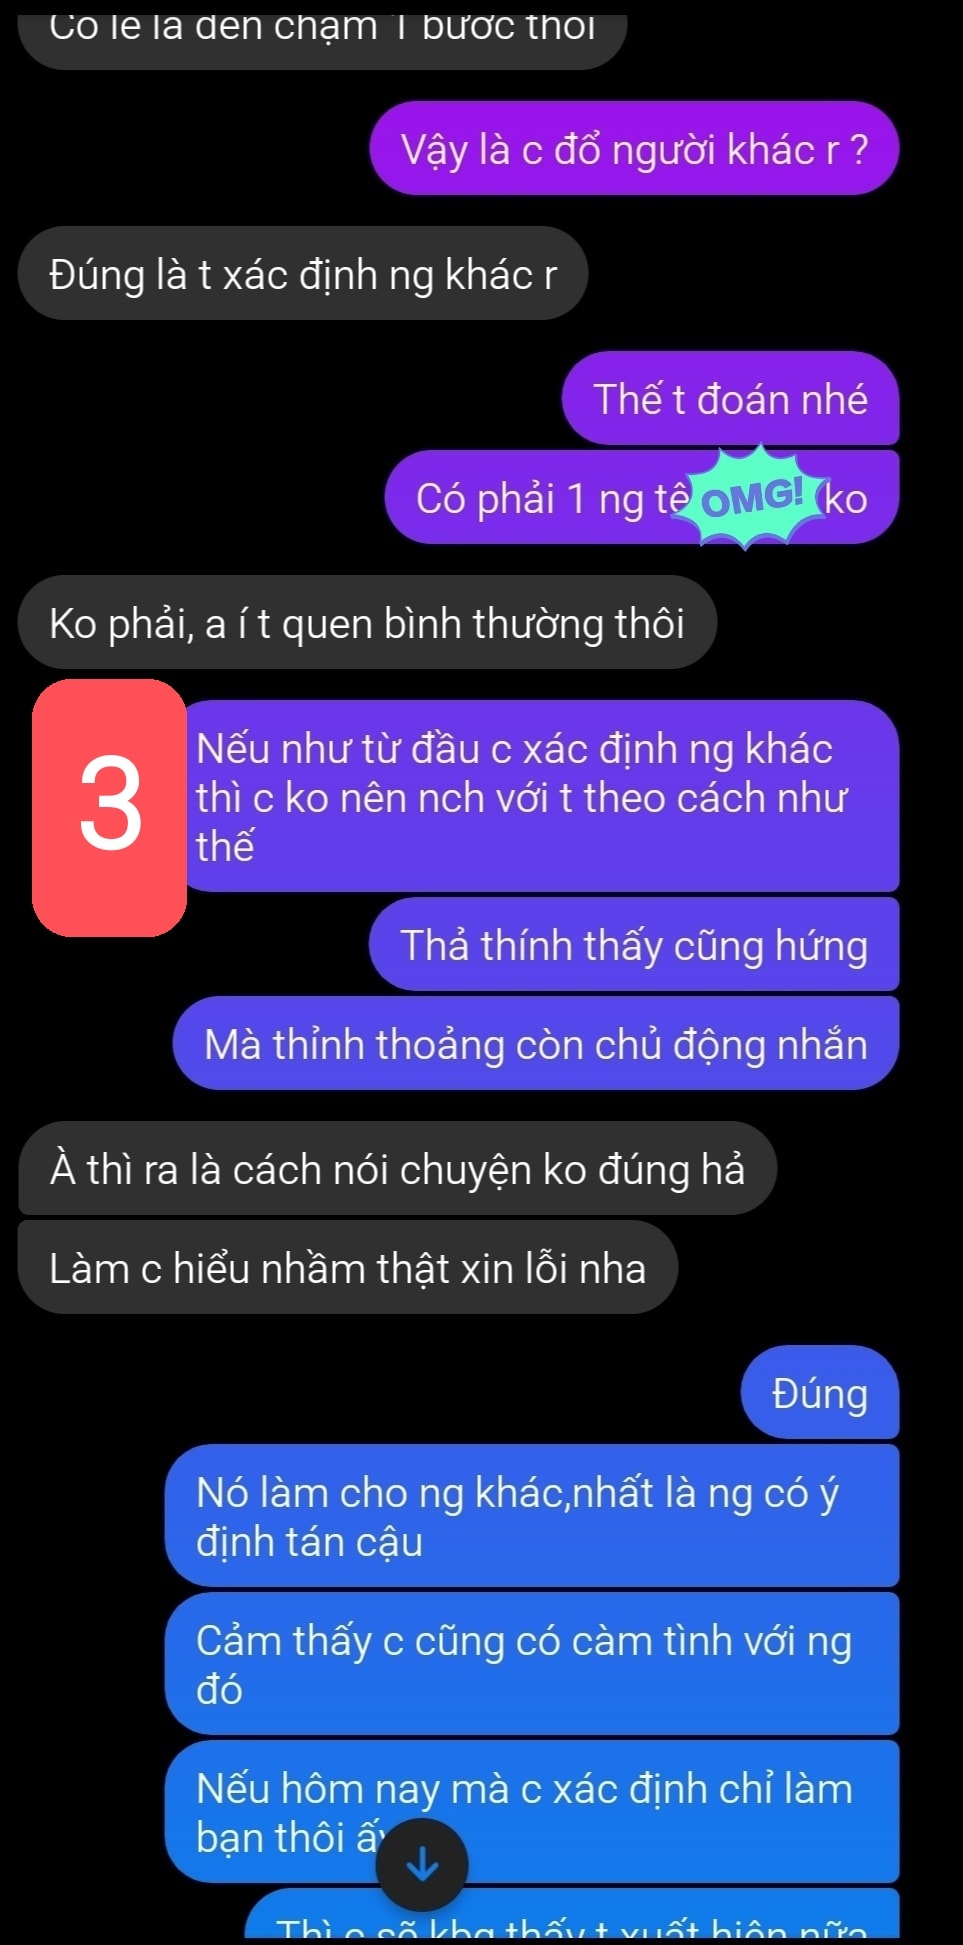 Có lẽ là đến chậm 1 bước thôi
Vậy là c đổ người khác r ?
Đúng là t xác định ng khác r
Thế t đoán nhé
Có phải 1 ng tê
OMG!
ko
Ko phải, a í t quen bình thường thôi
3
Nếu như từ đầu c xác định ng khác
thì c ko nên nch với t theo cách như
thế
Thả thính thấy cũng hứng
Mà thỉnh thoảng còn chủ động nhắn
À thì ra là cách nói chuyện ko đúng hả
Làm c hiểu nhầm thật xin lỗi nha
Đúng
Nó làm cho ng khác,nhất là ng có ý
định tán cậu
Cảm thấy c cũng có càm tình với ng
đó
Nếu hôm nay mà c xác định chỉ làm
bạn thôi ấy
Thì c sẽ kbg thấy t xuất hiện nữa